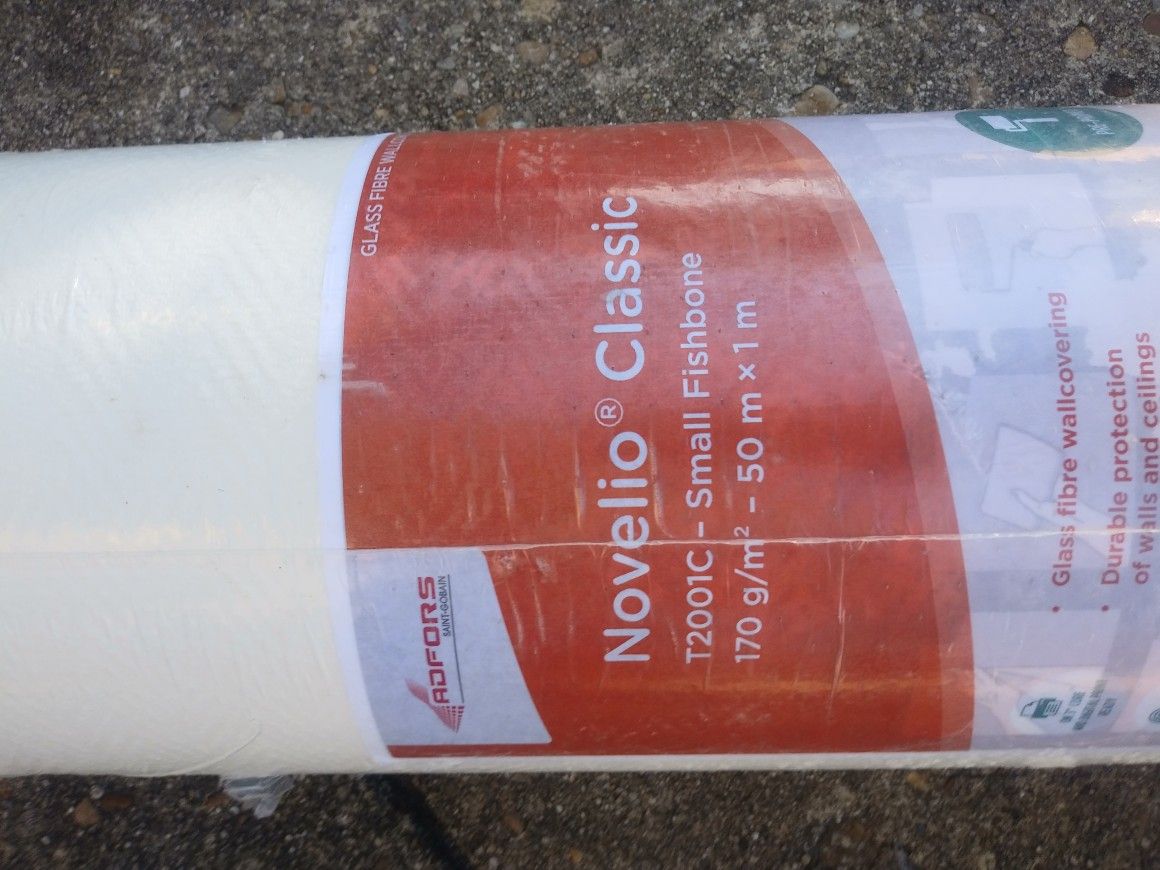 GLASS FIBRE
Novelio® Classic
T2001C - Small Fishbone
170 g/m² - 50 m × 1 m
ADFORS
SAINT-GOBAIN
• Glass fibre wallcovering
• Durable protection
of walls and ceilings